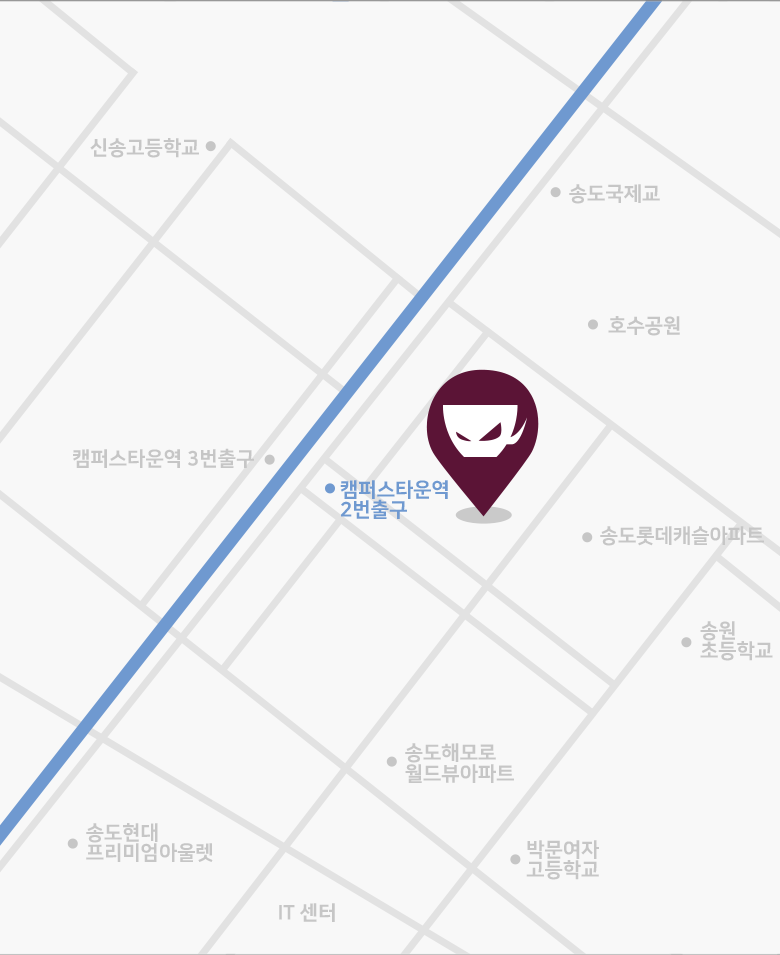 신송고등학교
송도국제교
호수공원
캠퍼스타운역 3번출구
캠퍼스타운역
2번출구
송도롯데캐슬아파트
송원
초등학교
송도해모로
월드뷰아파트
송도현대
프리미엄아울렛
박문여자
고등학교
IT 센터